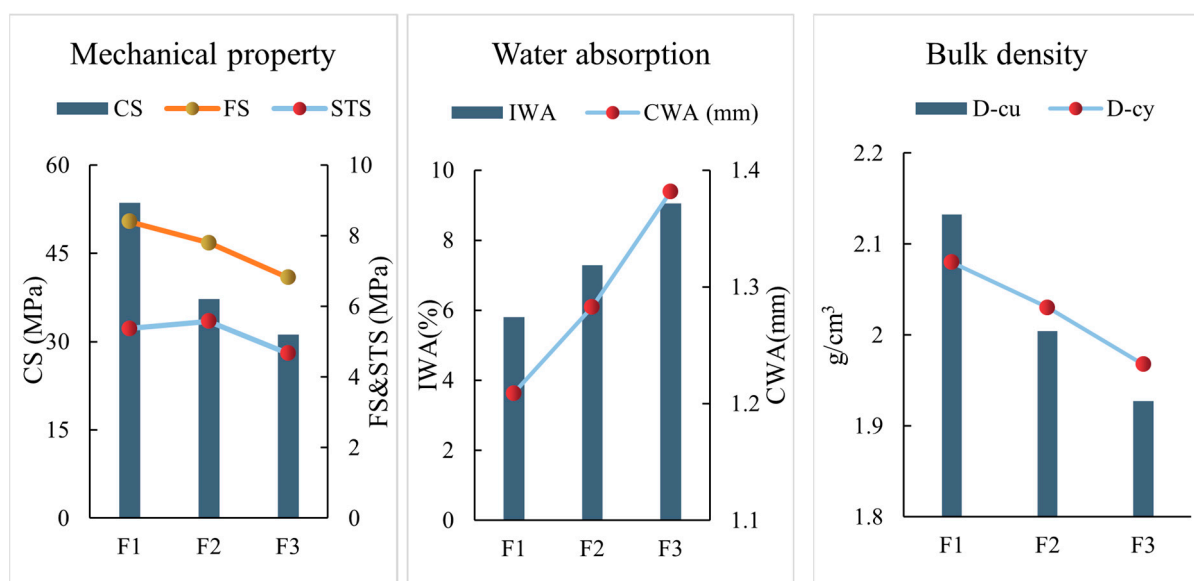 Mechanical property
CS FS STS
60
45
30
15
0
CS (MPa)
10
8
6
4
2
0
FS&STS (MPa)
F1 F2 F3
Water absorption
IWA CWA (mm)
10
8
6
4
2
0
IWA(%)
1.4
1.3
1.2
1.1
CWA(mm)
F1 F2 F3
Bulk density
D-cu D-cy
2.2
2.1
2
1.9
1.8
g/cm³
F1 F2 F3